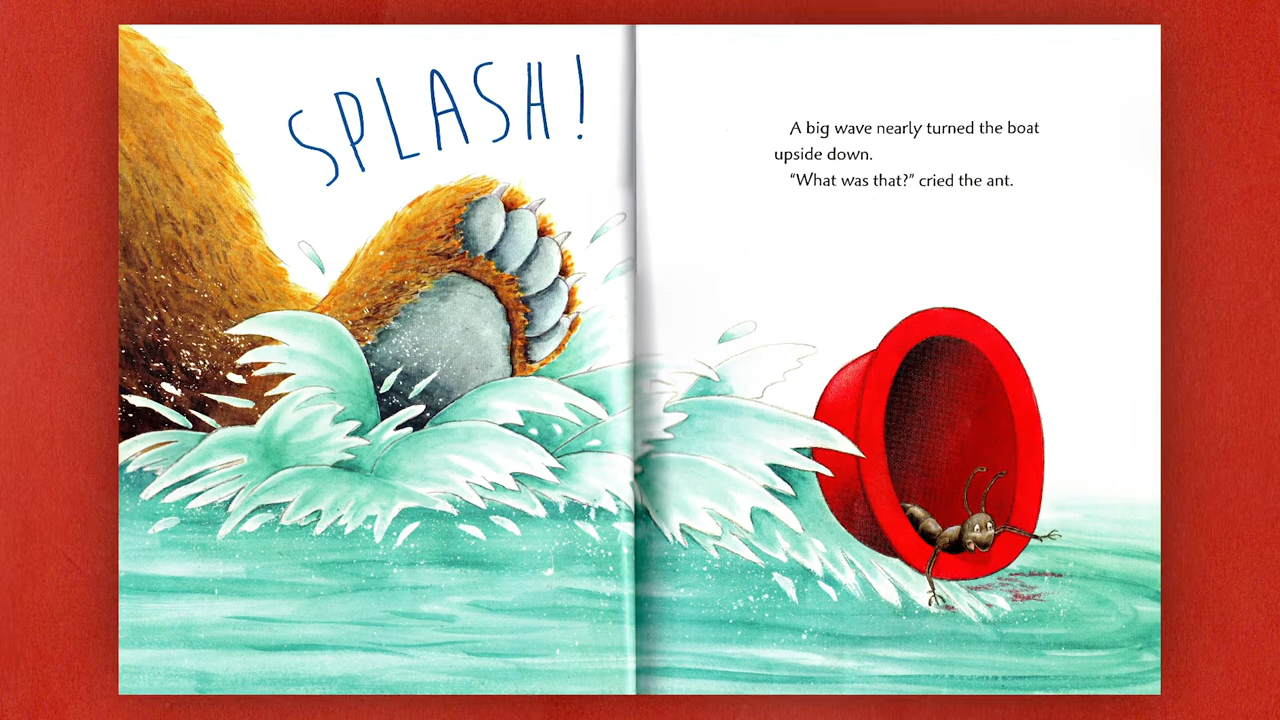 SPLASH!
A big wave nearly turned the boat
upside down.
“What was that?” cried the ant.